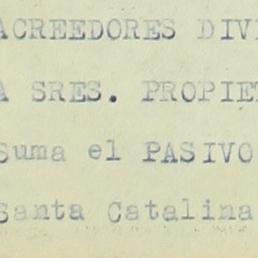 ACREEDORES DIV
A SRES. PROPIE
Suma el PASIVO
Santa Catalina